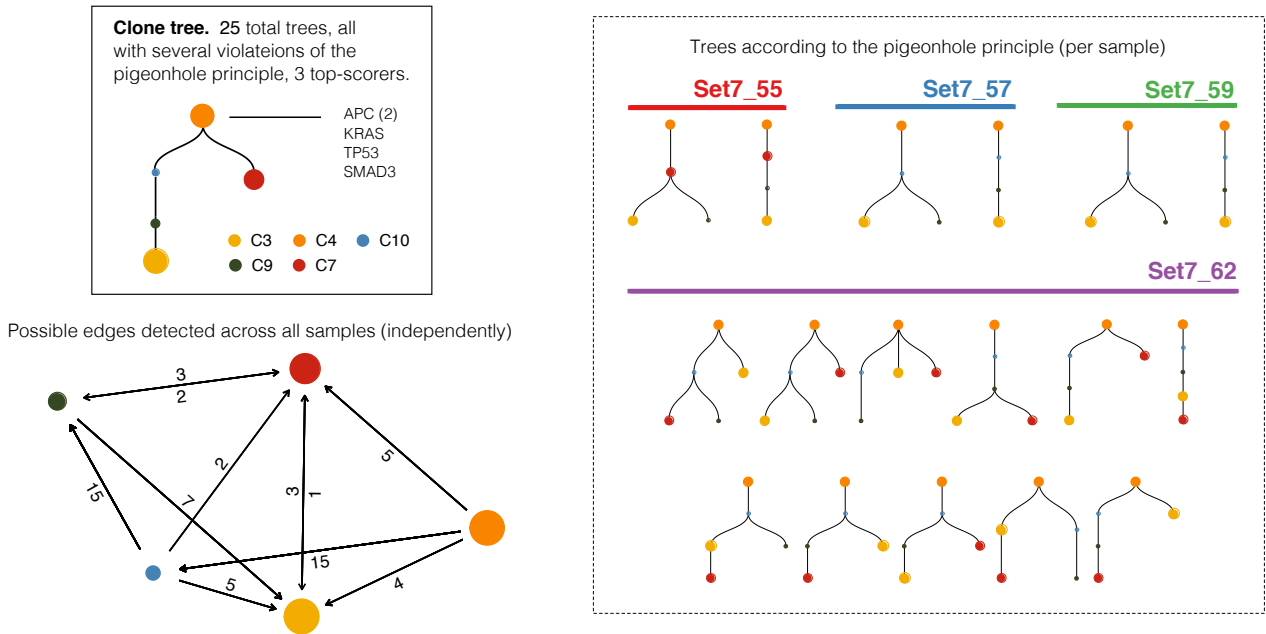 Clone tree. 25 total trees, all
with several violateions of the
pigeonhole principle, 3 top-scorers.
APC (2)
KRAS
TP53
SMAD3
C3
C4
C10
C9
C7
Possible edges detected across all samples (independently)
3
2
5
2
3
1
15
7
15
5
4
Trees according to the pigeonhole principle (per sample)
Set7_55
Set7_57
Set7_59
Set7_62